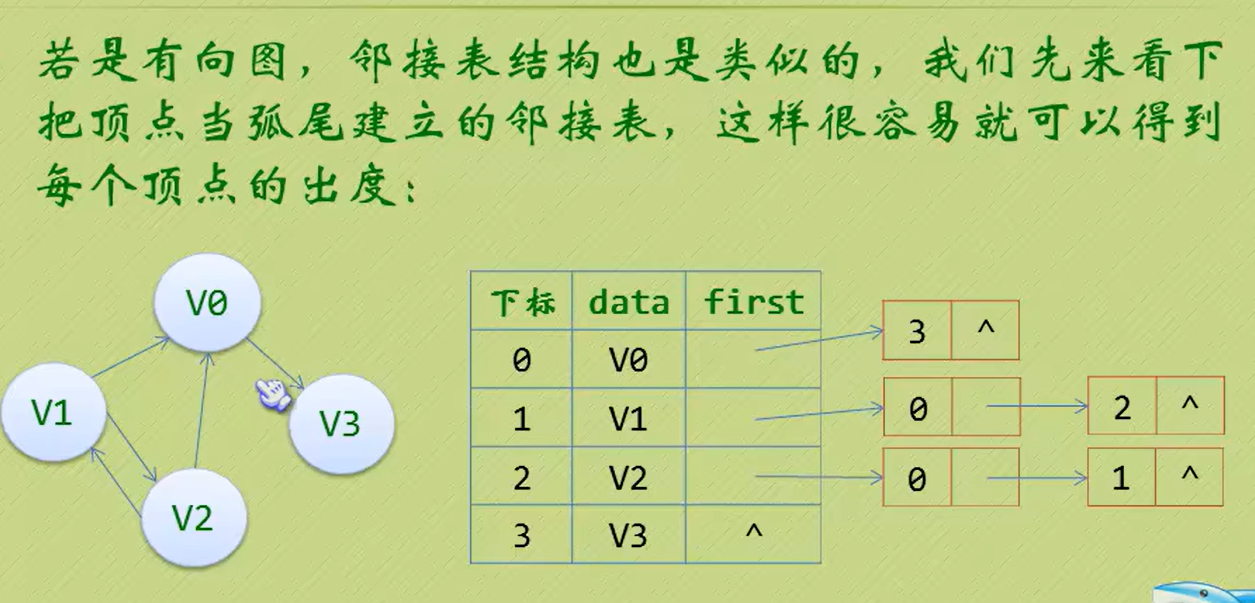 若是有向图，邻接表结构也是类似的，我们先来看下
把顶点当弧尾建立的邻接表，这样很容易就可以得到
每个顶点的出度：
V0
V1
V3
V2
下标 data first
0 V0 3 ^
1 V1 0 2 ^
2 V2 0 1 ^
3 V3 ^